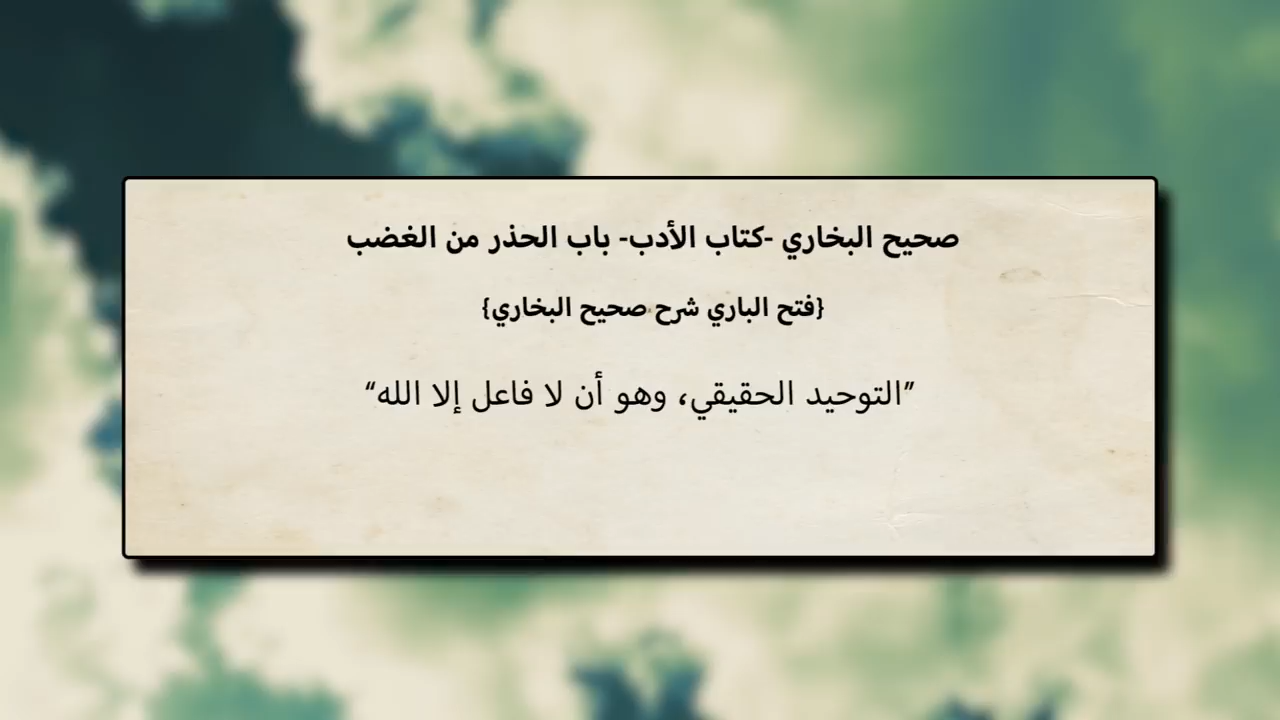 صحيح البخاري -كتاب الأدب- باب الحذر من الغضب
{فتح الباري شرح صحيح البخاري}
”التوحيد الحقيقي، وهو أن لا فاعل إلا الله“